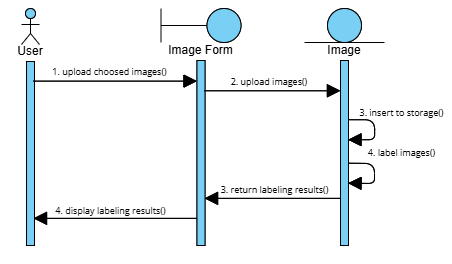 User
Image Form
Image
1. upload choosed images()
2. upload images()
3. insert to storage()
4. label images()
3. return labeling results()
4. display labeling results()